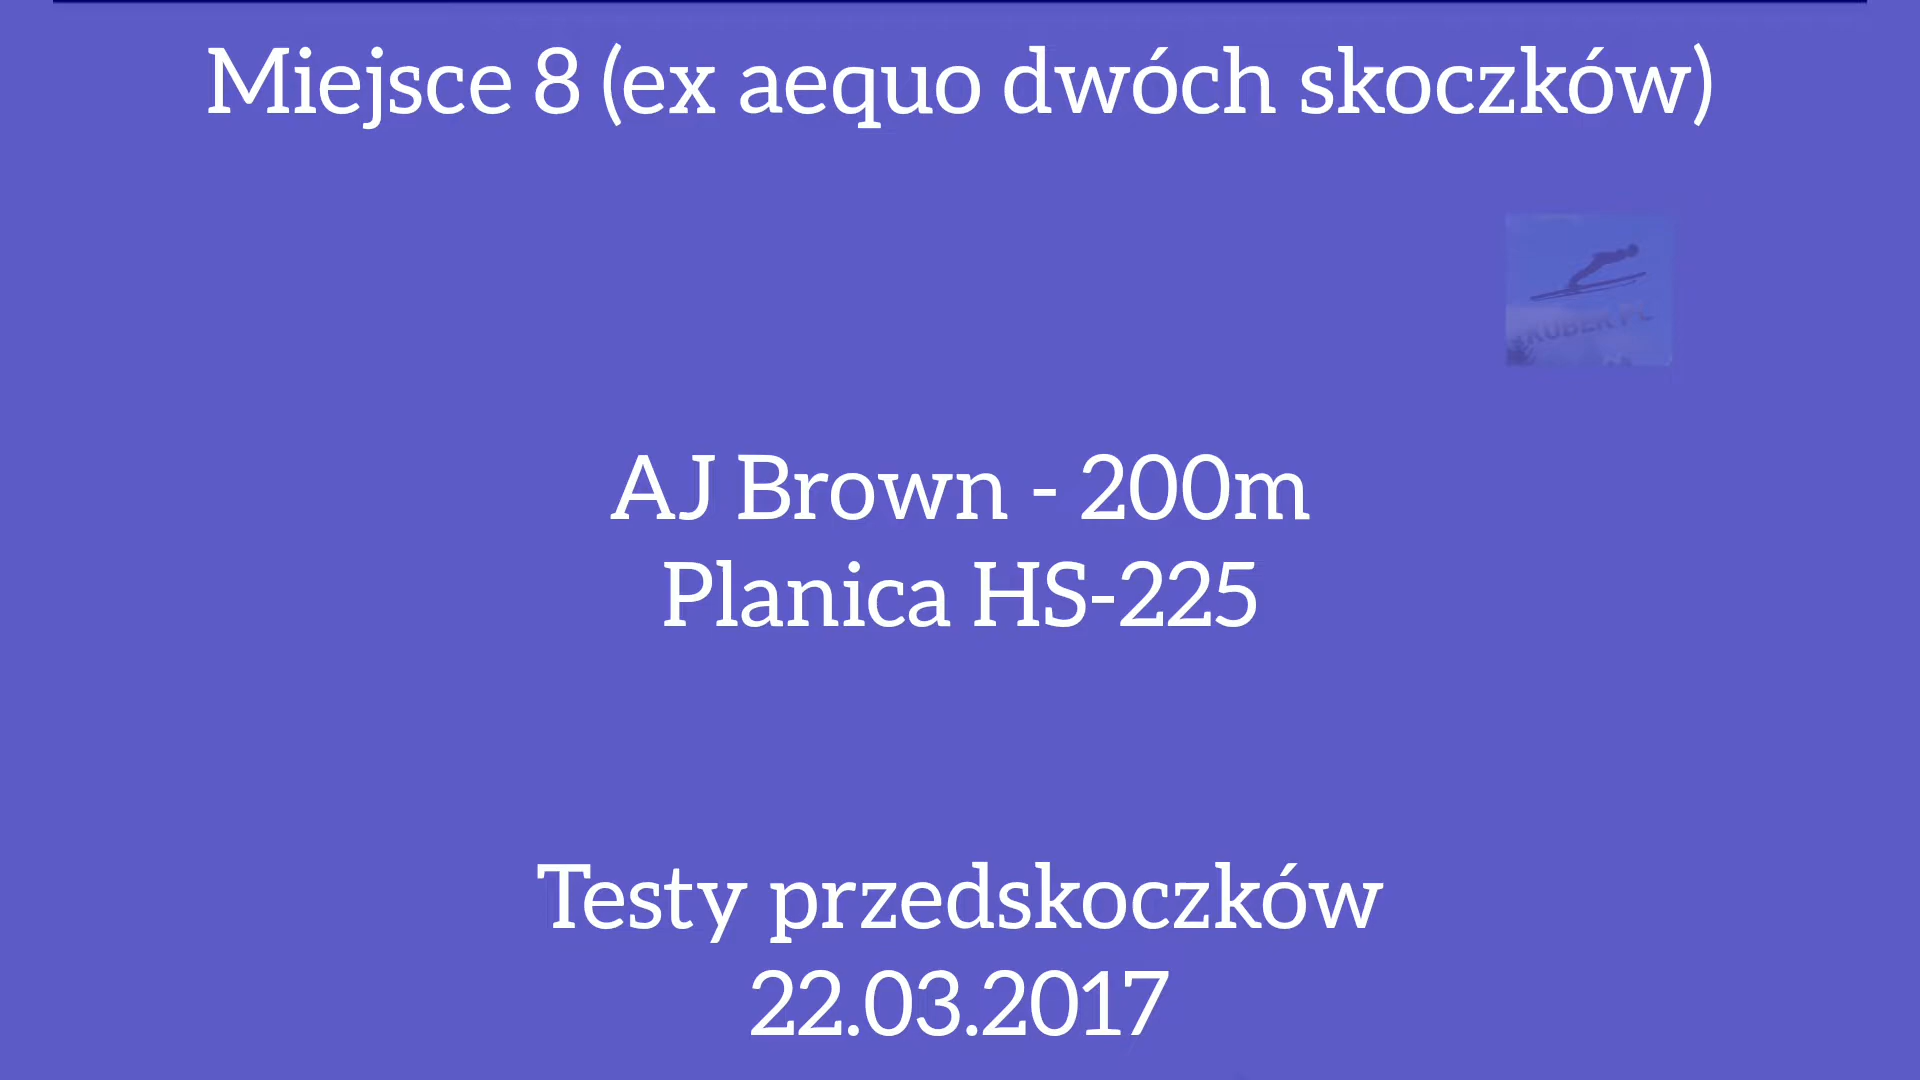 Miejsce 8 (ex aequo dwóch skoczków)
AJ Brown - 200m
Planica HS-225
Testy przedskoczków
22.03.2017